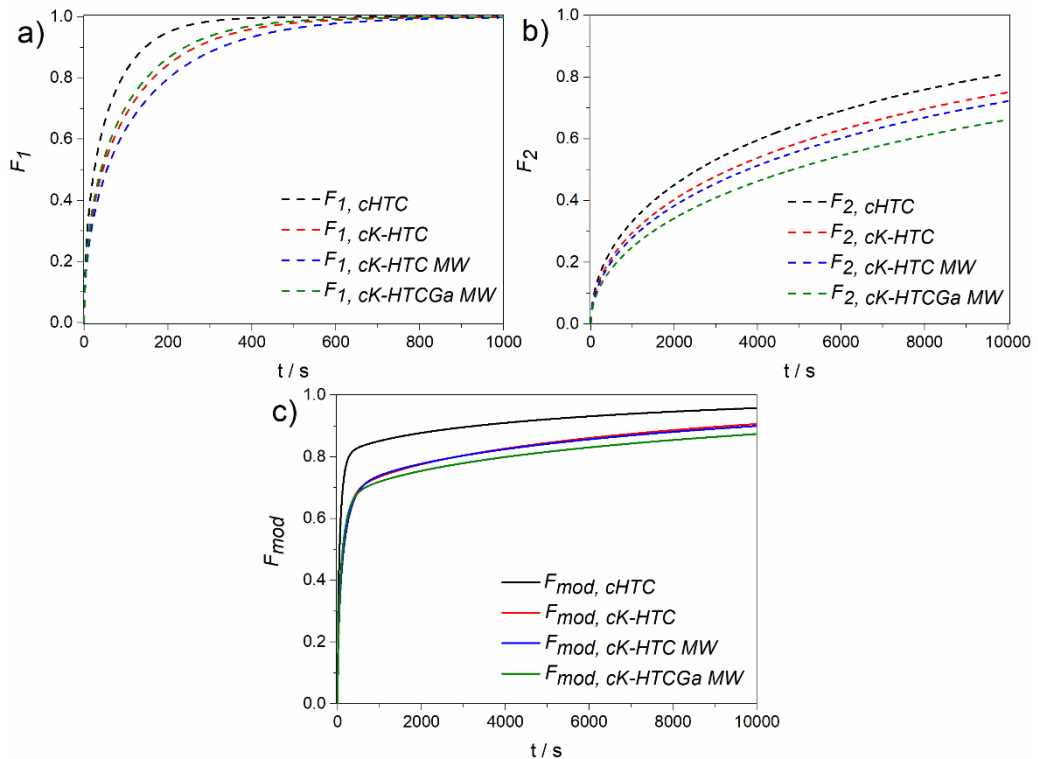 a)
1.0
0.8
0.6
0.4
0.2
0.0
F1
F1, cHTC
F1, cK-HTC
F1, cK-HTC MW
F1, cK-HTCGa MW
0 200 400 600 800 1000
t / s
b)
1.0
0.8
0.6
0.4
0.2
0.0
F2
F2, cHTC
F2, cK-HTC
F2, cK-HTC MW
F2, cK-HTCGa MW
0 2000 4000 6000 8000 10000
t / s
c)
1.0
0.8
0.6
0.4
0.2
0.0
Fmod
Fmod, cHTC
Fmod, cK-HTC
Fmod, cK-HTC MW
Fmod, cK-HTCGa MW
0 2000 4000 6000 8000 10000
t / s